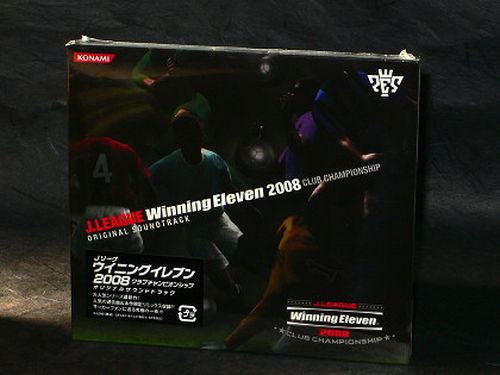 KONAMI
PES
14
J.LEAGUE Winning Eleven 2008 CLUB CHAMPIONSHIP
ORIGINAL SOUNDTRACK
Jリーグ
ウイニングイレブン
2008 クラブチャンピオンシップ
オリジナルサウンドトラック
J.LEAGUE
Winning Eleven
2008
★CLUB CHAMPIONSHIP★